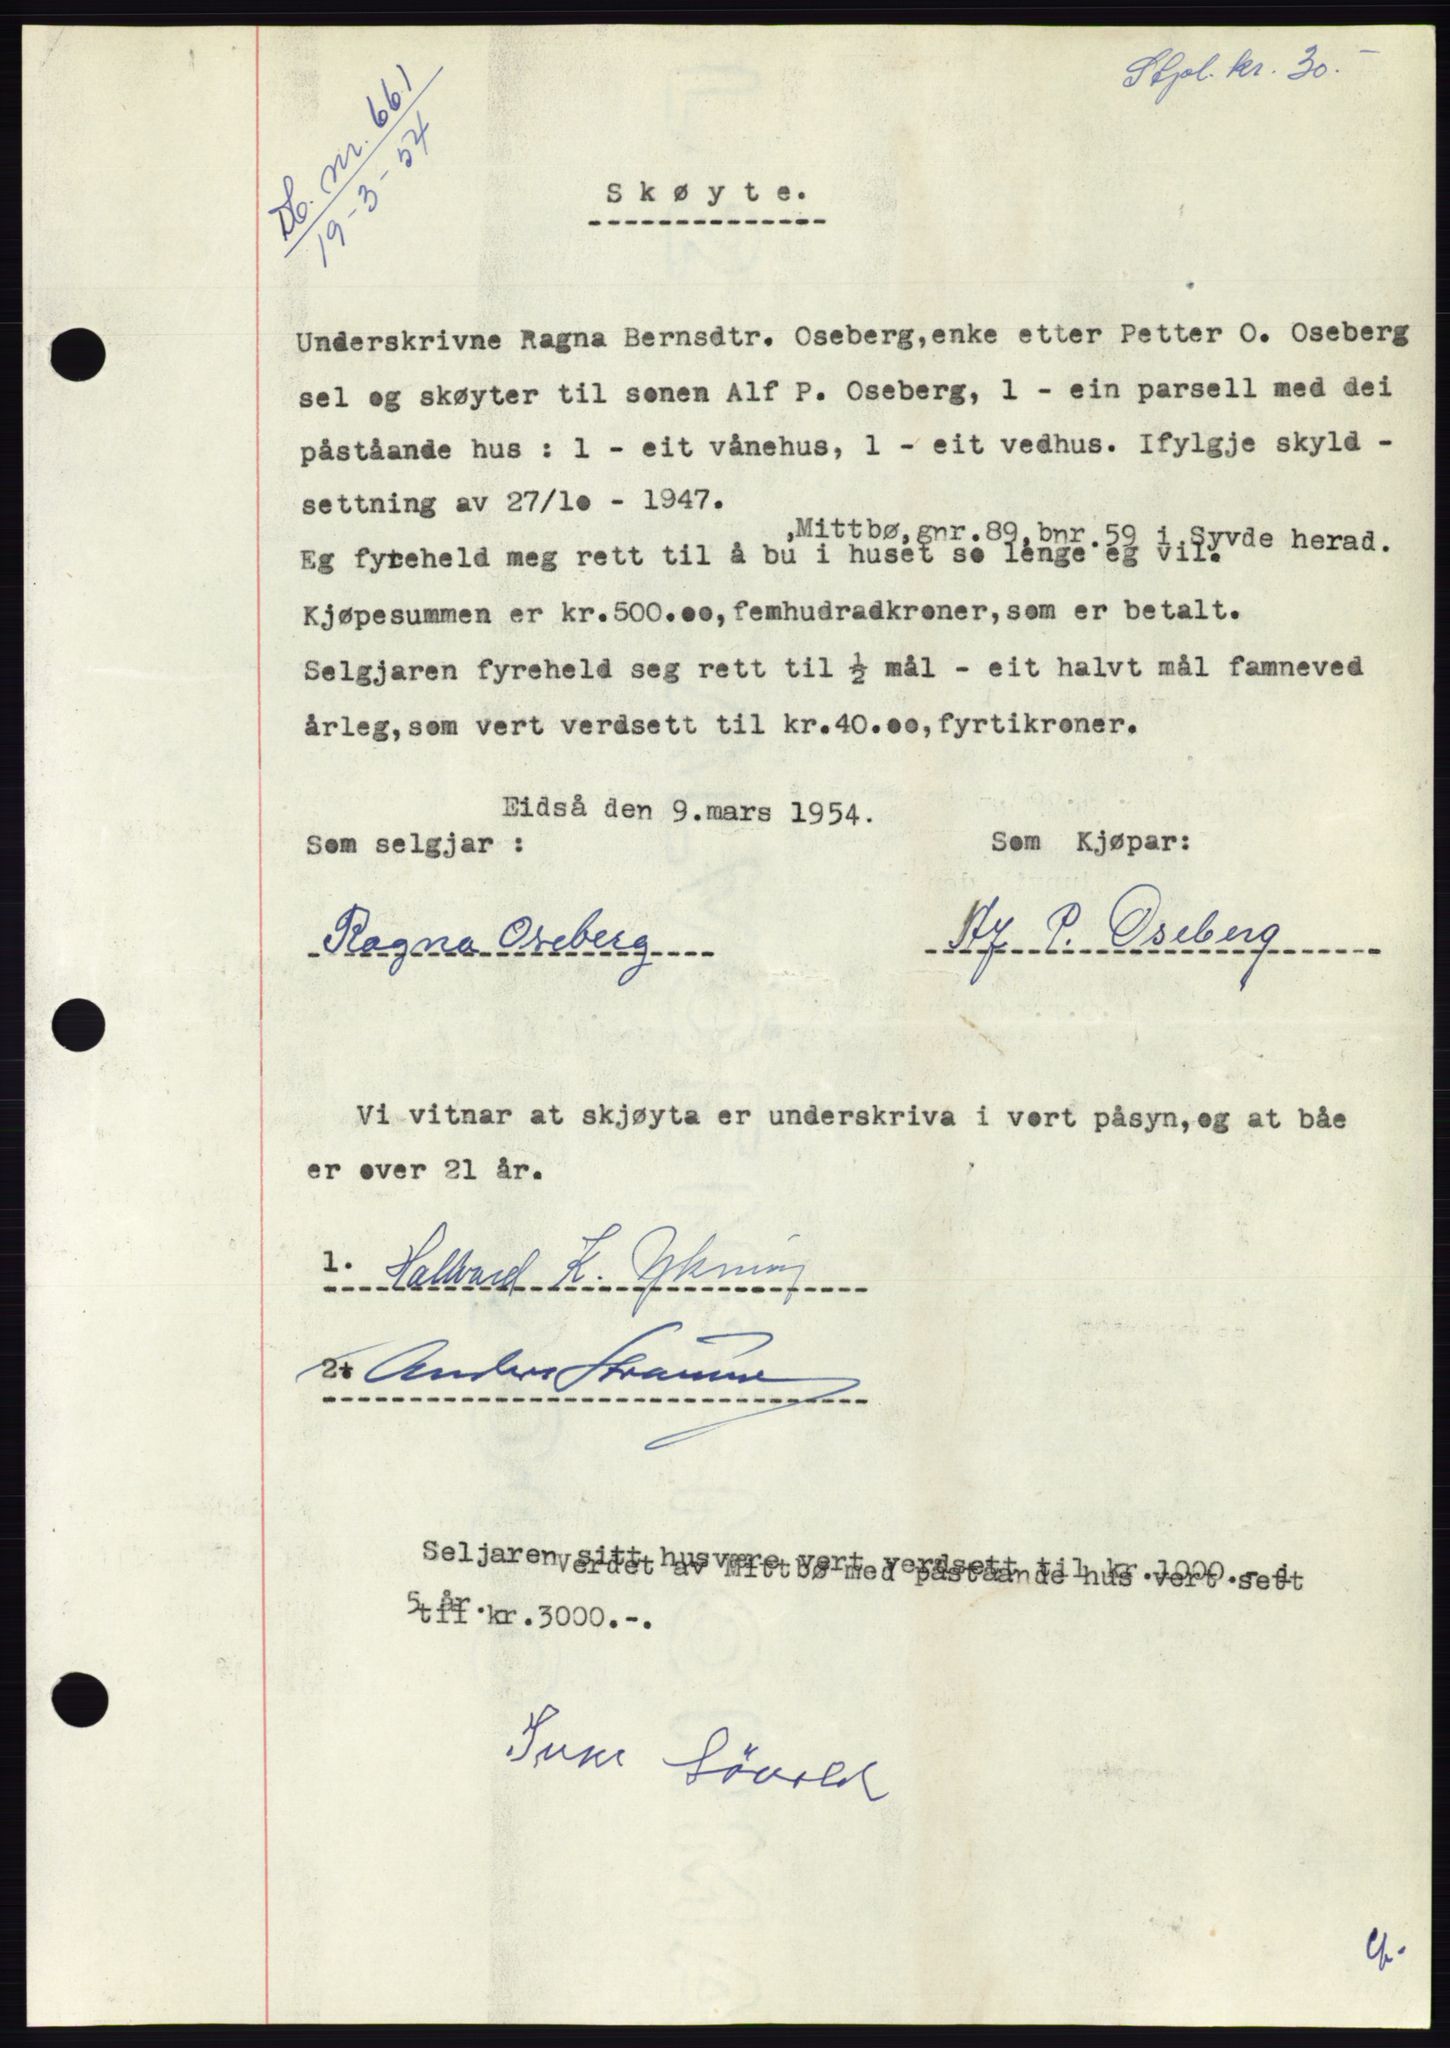 Stpl. kr. 30.-
Db. nr. 661
19-3-54
Skøyte.
Underskrivne Ragna Bernsdtr. Oseberg,enke etter Petter O. Oseberg
sel og skøyter til sonen Alf P. Oseberg, 1 - ein parsell med dei
påståande hus : 1 - eit vånehus, 1 - eit vedhus. Ifylgje skyld -
settning av 27/10 - 1947.
,Mittbø,gnr.89,bnr.59 i Syvde herad.
Eg fyreheld meg rett til å bu i huset so lenge eg vil.
Kjøpesummen er kr.500.oo,femhudradkroner,som er betalt.
Selgjaren fyreheld seg rett til ½ mål - eit halvt mål famneved
årleg,som vert verdsett til kr.40.oo,fyrtikroner.
Eidså den 9.mars 1954.
Som selgjar : Som Kjøpar:
Ragna Oseberg Alf P. Oseberg
Vi vitnar at skjøyta er underskriva i vort påsyn,og at båe
er over 21 år.
1. Hallvard K.
2. Anders Straume
Seljaren sitt husvære vert verdsett til kr.1000.- i
Verdet av Mittbø med påståande hus vert sett
5 år.
til kr.3000.-.